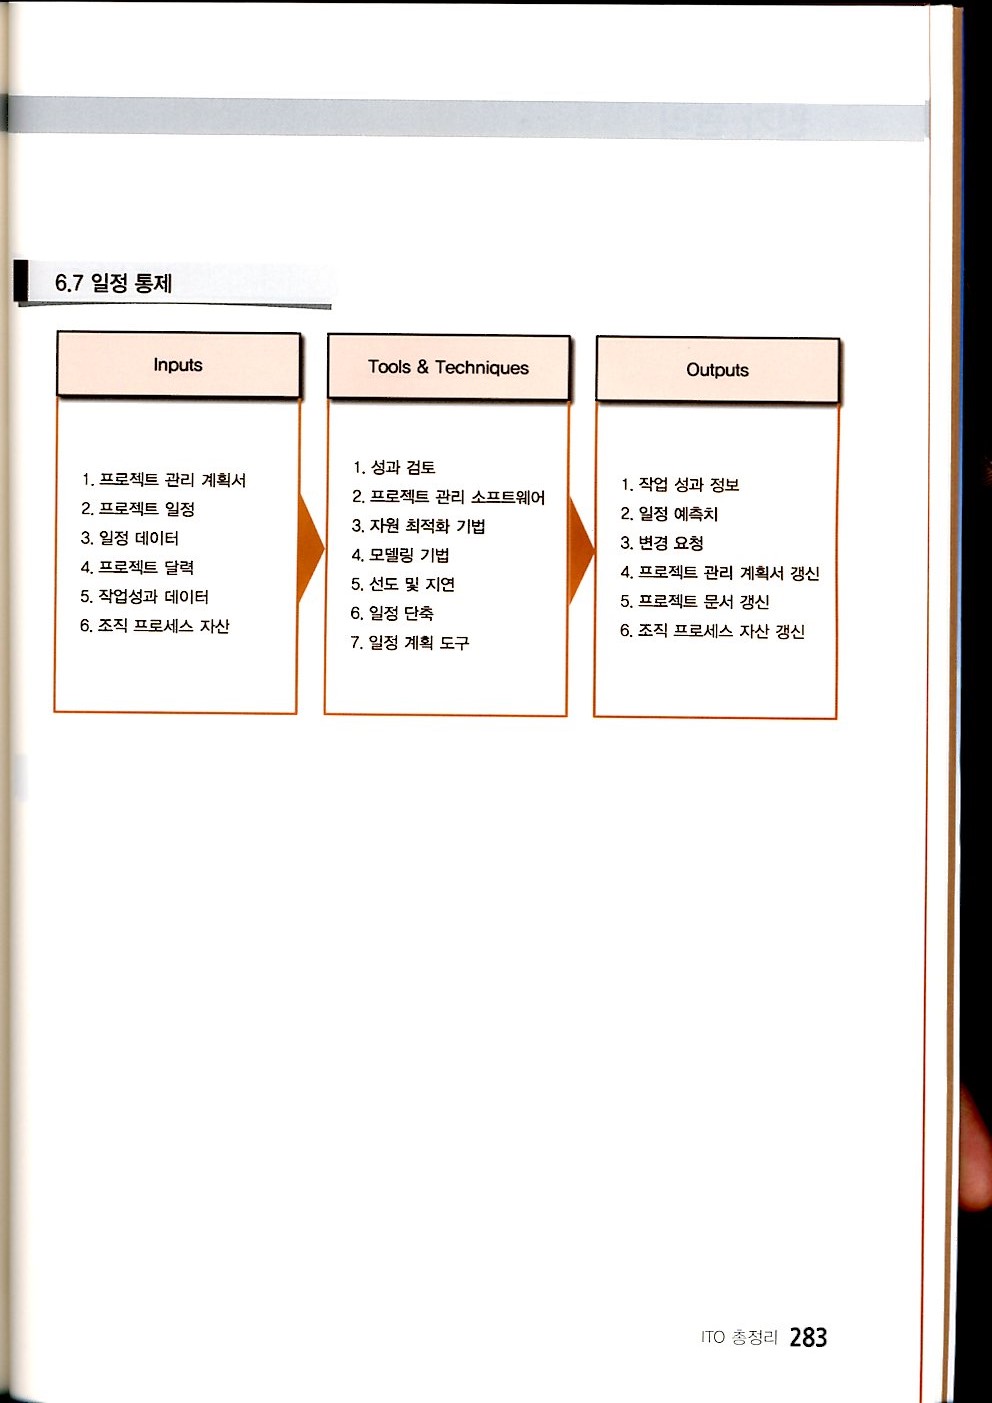 6.7 일정 통제
Inputs
1. 프로젝트 관리 계획서
2. 프로젝트 일정
3. 일정 데이터
4. 프로젝트 달력
5. 작업성과 데이터
6. 조직 프로세스 자산
Tools & Techniques
1. 성과 검토
2. 프로젝트 관리 소프트웨어
3. 자원 최적화 기법
4. 모델링 기법
5. 선도 및 지연
6. 일정 단축
7. 일정 계획 도구
Outputs
1. 작업 성과 정보
2. 일정 예측치
3. 변경 요청
4. 프로젝트 관리 계획서 갱신
5. 프로젝트 문서 갱신
6. 조직 프로세스 자산 갱신
ITO 총정리 283